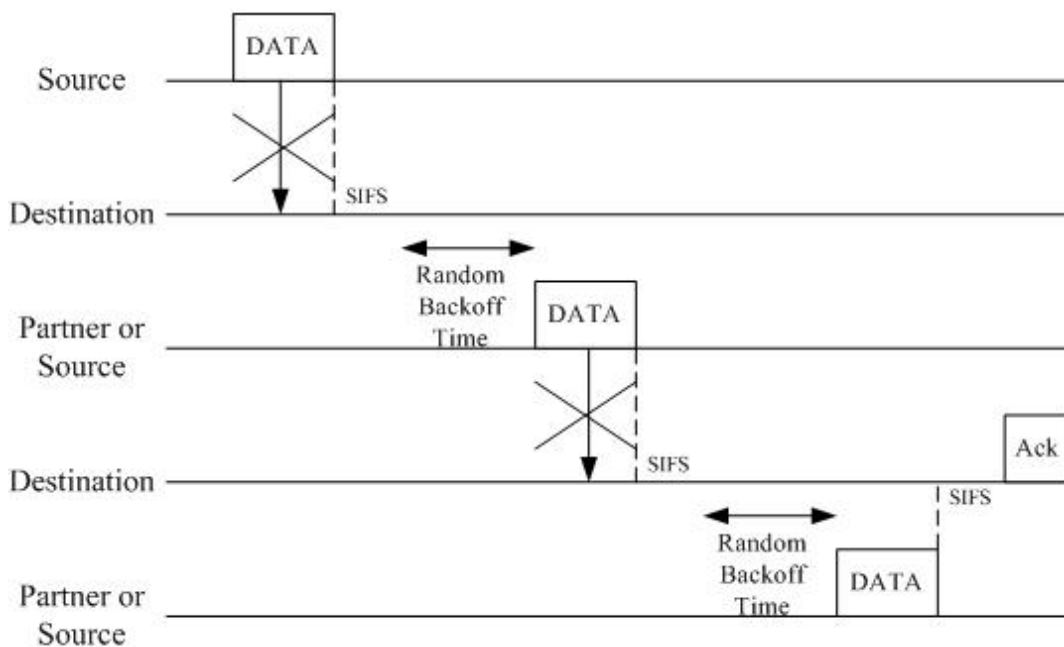 DATA
Source
SIFS
Destination
Random
Backoff
Time
DATA
Partner or
Source
SIFS
Ack
Destination
SIFS
Random
Backoff
Time
DATA
Partner or
Source